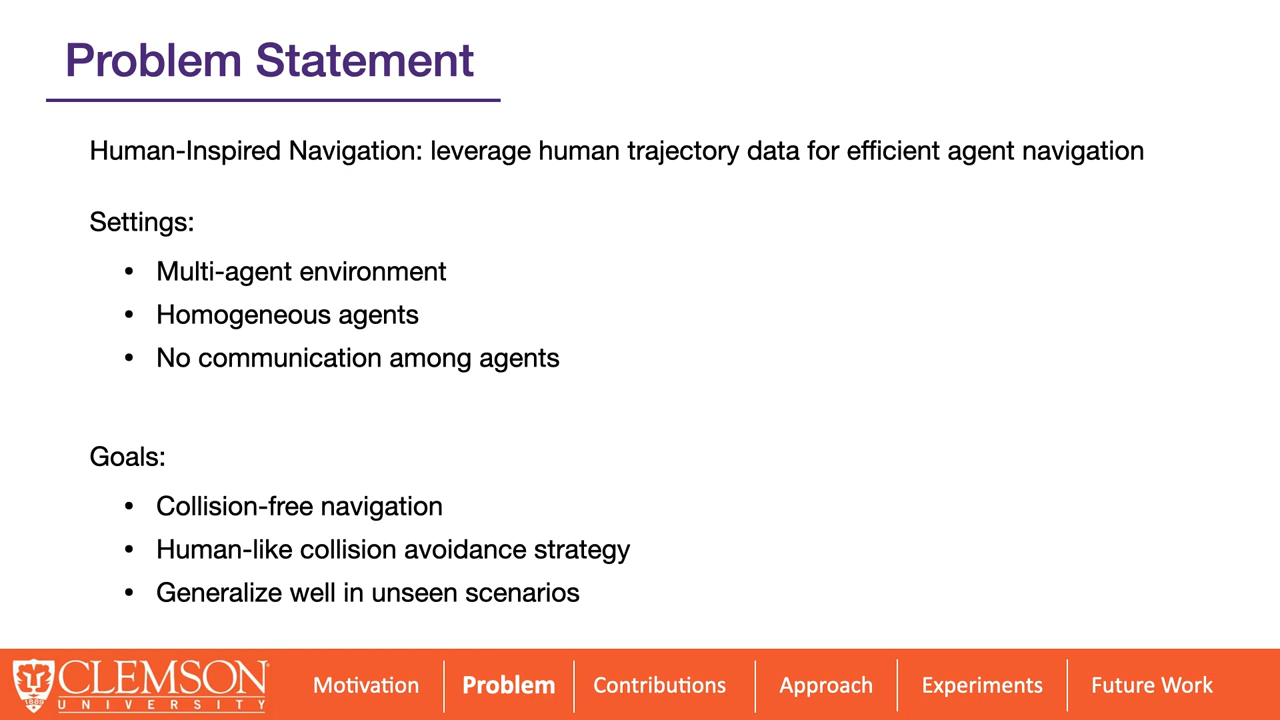 Problem Statement
Human-Inspired Navigation: leverage human trajectory data for efficient agent navigation
Settings:
• Multi-agent environment
• Homogeneous agents
• No communication among agents
Goals:
• Collision-free navigation
• Human-like collision avoidance strategy
• Generalize well in unseen scenarios
CLEMSON
UNIVERSITY
Motivation
Problem
Contributions
Approach
Experiments
Future Work